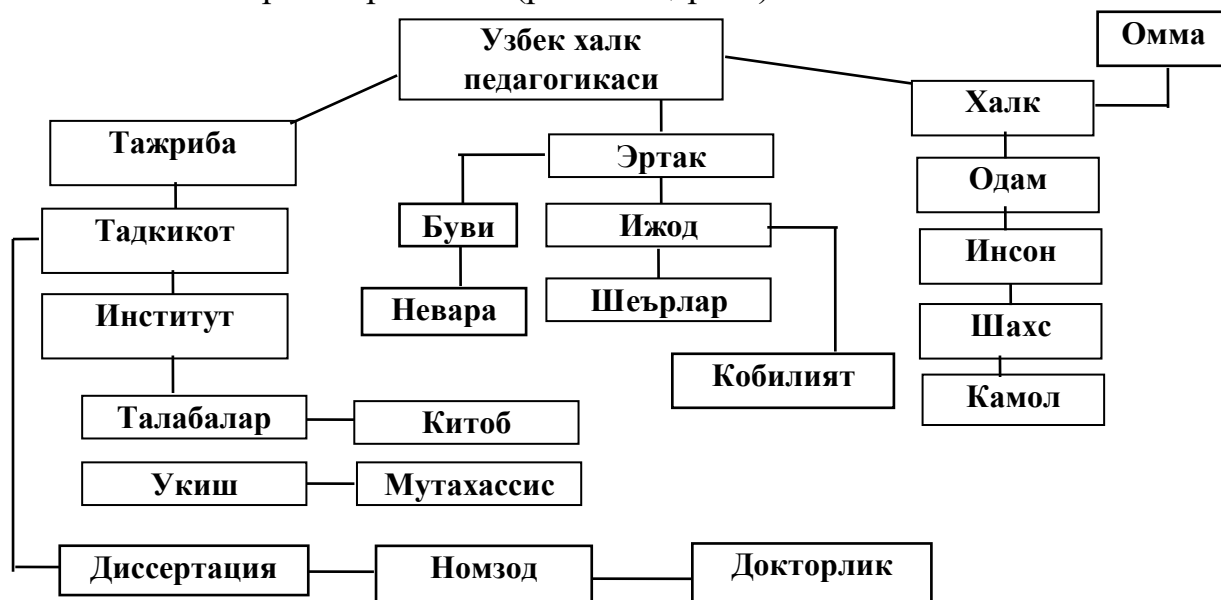 Узбек халк
педагогикаси
Омма
Халк
Тажриба
Эртак
Одам
Тадкикот
Буви
Ижод
Инсон
Институт
Невара
Шеърлар
Шахс
Кобилият
Камол
Талабалар
Китоб
Укиш
Мутахассис
Диссертация
Номзод
Докторлик